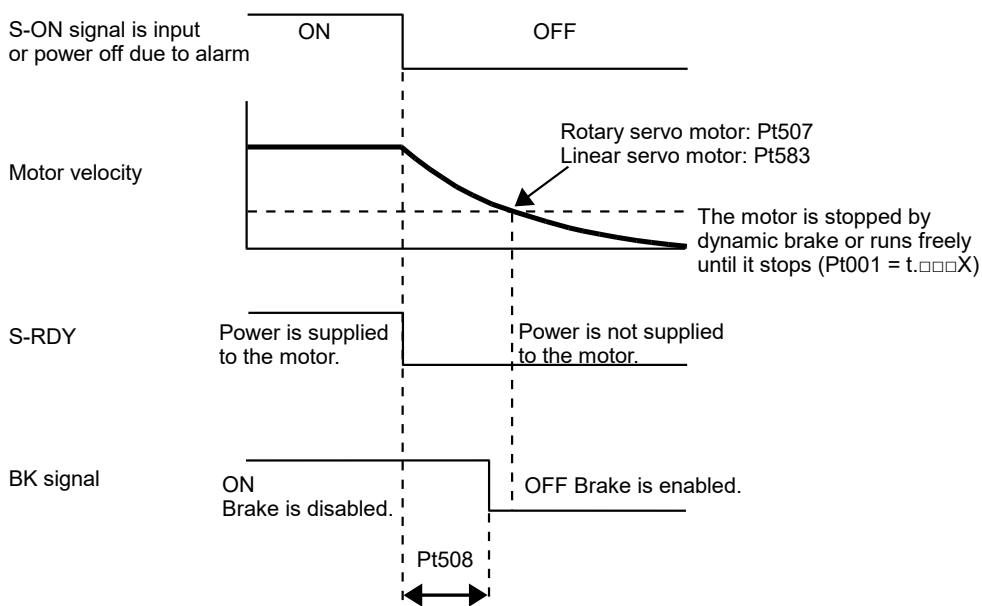 S-ON signal is input
or power off due to alarm
ON
OFF
Rotary servo motor: Pt507
Linear servo motor: Pt583
Motor velocity
The motor is stopped by
dynamic brake or runs freely
until it stops (Pt001 = t.□□□X)
S-RDY
Power is supplied
to the motor.
Power is not supplied
to the motor.
BK signal
ON
Brake is disabled.
OFF Brake is enabled.
Pt508